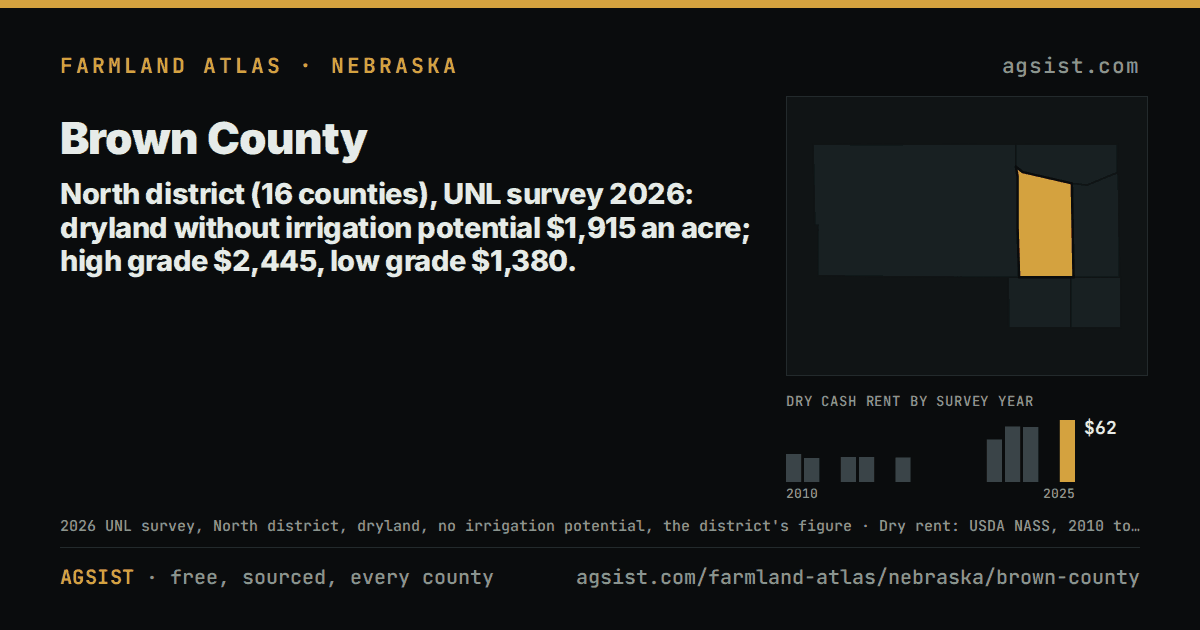 FARMLAND ATLAS · NEBRASKA
agsist.com
Brown County
North district (16 counties), UNL survey 2026:
dryland without irrigation potential $1,915 an acre;
high grade $2,445, low grade $1,380.
DRY CASH RENT BY SURVEY YEAR
$62
2010
2025
2026 UNL survey, North district, dryland, no irrigation potential, the district's figure · Dry rent: USDA NASS, 2010 to…
AGSIST · free, sourced, every county
agsist.com/farmland-atlas/nebraska/brown-county